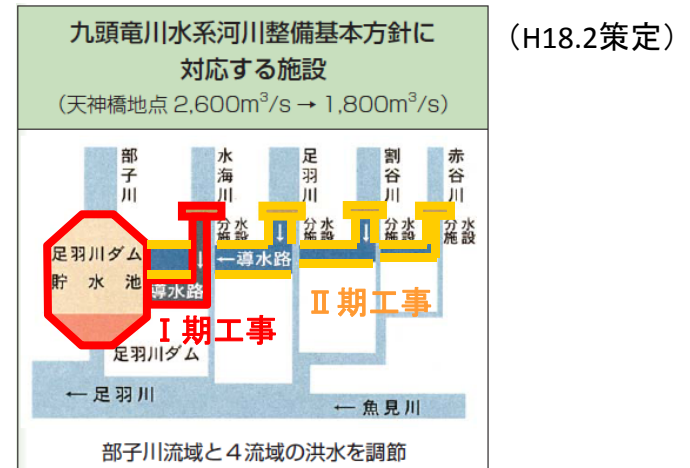 九頭竜川水系河川整備基本方針に
対応する施設
（天神橋地点 2,600m³/s → 1,800m³/s）
（H18.2策定）
部子川
水海川
足羽川
割谷川
赤谷川
分水施設
分水施設
分水施設
分水施設
足羽川ダム
貯水池
←導水路
導水路
↓
↓
↓
Ⅰ期工事
Ⅱ期工事
足羽川ダム
← 足羽川
← 魚見川
部子川流域と４流域の洪水を調節